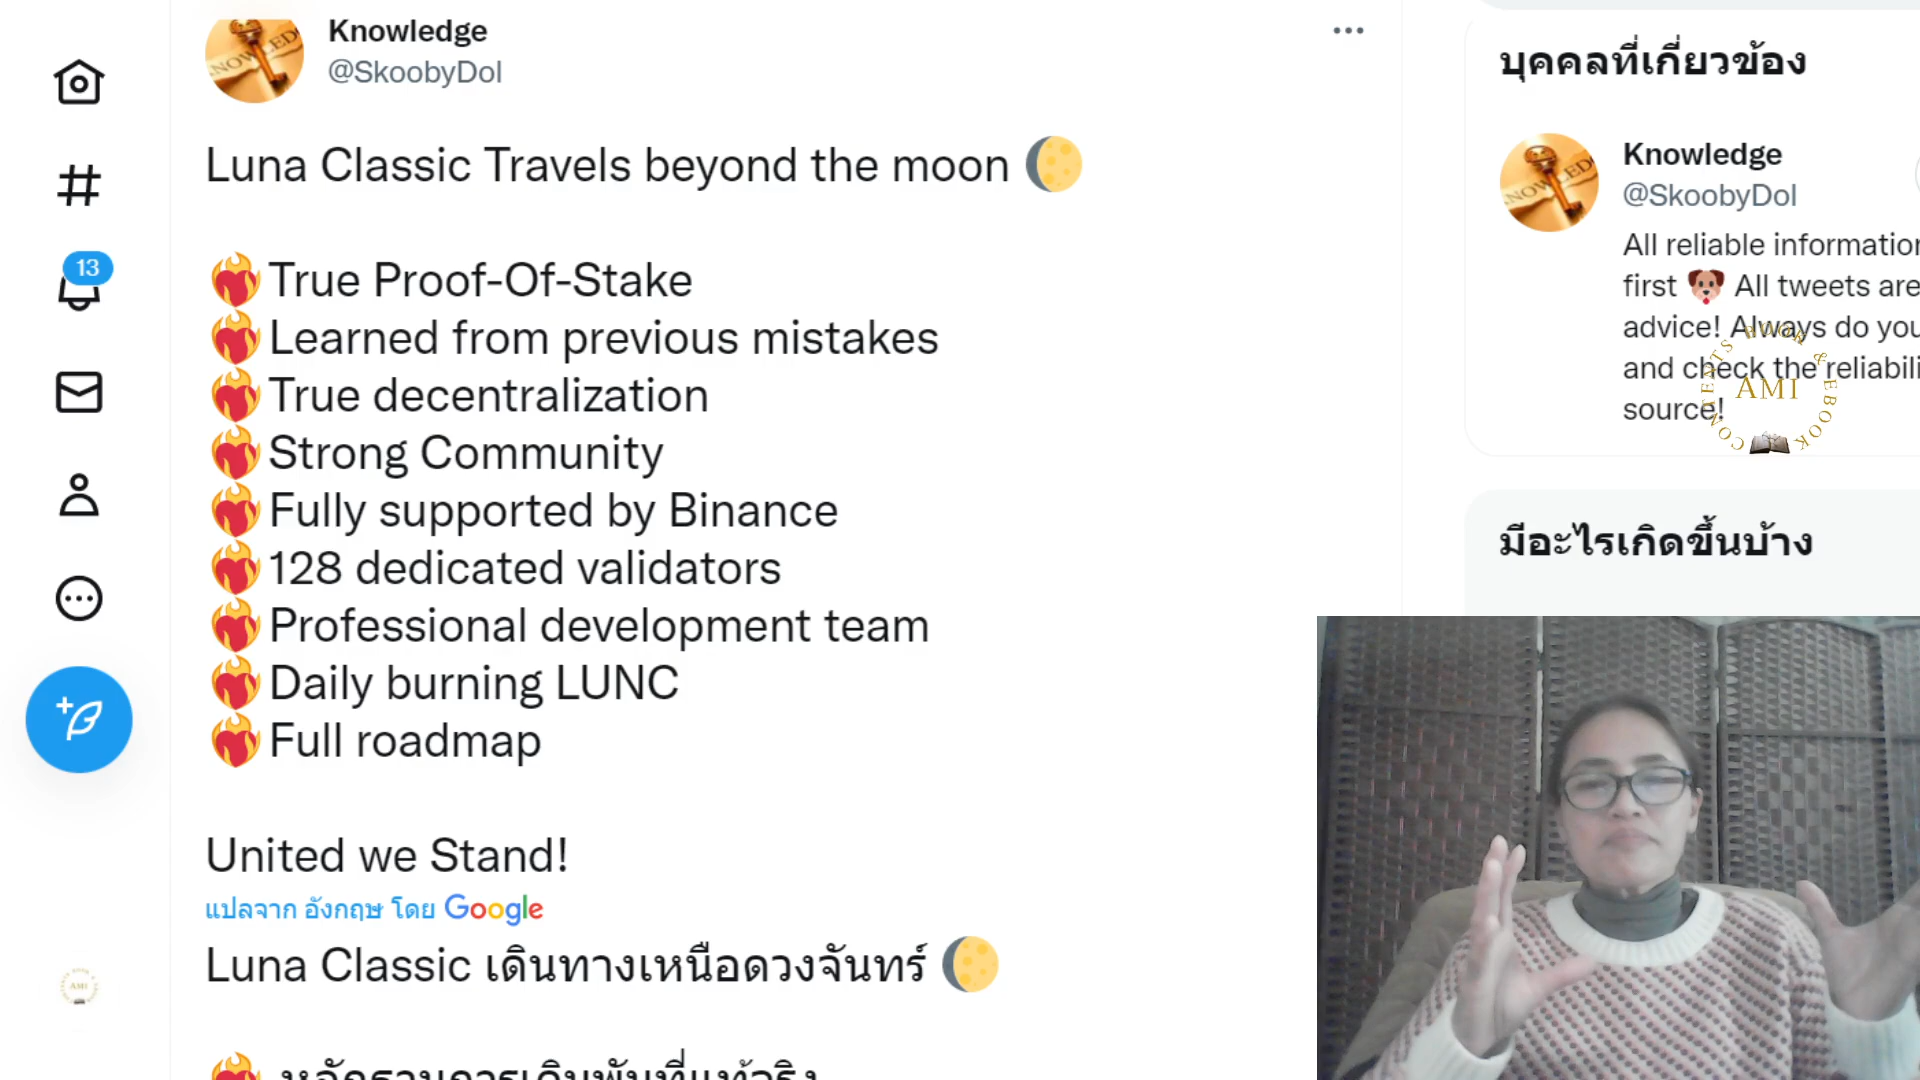 Knowledge
@SkoobyDol
Luna Classic Travels beyond the moon
True Proof-Of-Stake
Learned from previous mistakes
True decentralization
Strong Community
Fully supported by Binance
128 dedicated validators
Professional development team
Daily burning LUNC
Full roadmap
United we Stand!
แปลจาก อังกฤษ โดย Google
Luna Classic เดินทางเหนือดวงจันทร์
13
บุคคลที่เกี่ยวข้อง
Knowledge
@SkoobyDol
All reliable information
first All tweets are
advice! Always do you
and check the reliabili
source!
CONTENTS BOOK & EBOOK
AMI
มีอะไรเกิดขึ้นบ้าง
AMI